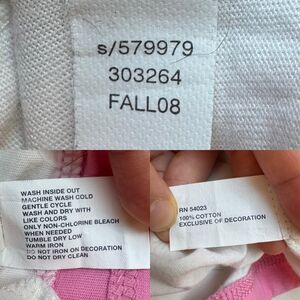 s/579979
303264
FALL08
WASH INSIDE OUT
MACHINE WASH COLD
GENTLE CYCLE
WASH AND DRY WITH
LIKE COLORS
ONLY NON-CHLORINE BLEACH
WHEN NEEDED
TUMBLE DRY LOW
WARM IRON
DO NOT IRON ON DECORATION
DO NOT DRY CLEAN
RN 54023
100% COTTON
EXCLUSIVE OF DECORATION